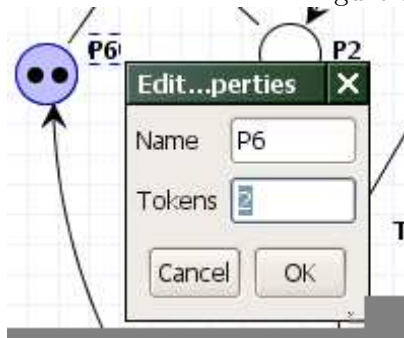 P6
P2
Edit...perties X
Name P6
Tokens 2
Cancel OK